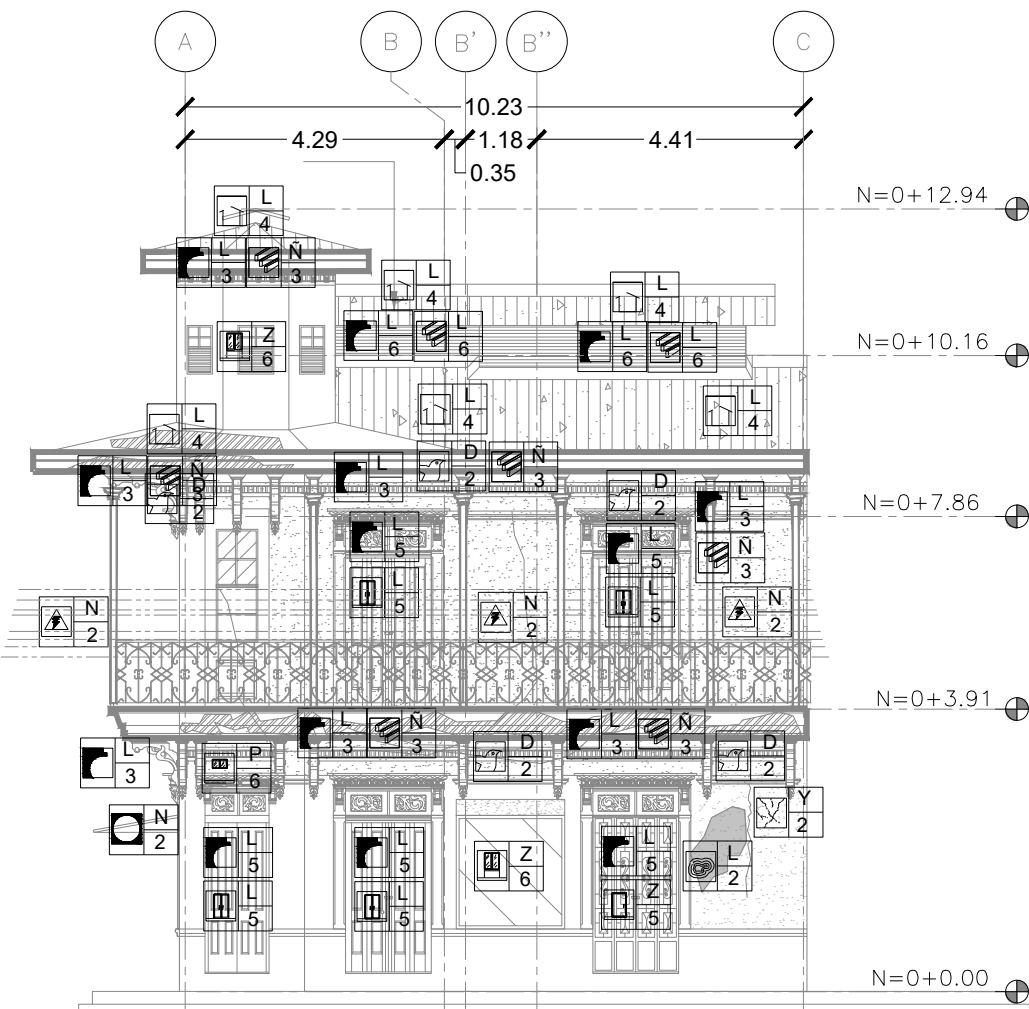 A B B' B'' C
10.23
4.29 1.18 4.41
0.35
N=0+12.94
L
4
L Ñ
3 3
L
4
L
4
Z
6
L L
6 6
L L
6 6
N=0+10.16
L
4
L
4
L
4
L Ñ
3
D
2
L
3
D Ñ
2 3
D
2
L
3
N=0+7.86
L
5
L
5
Ñ
3
L
5
L
5
N
2
N
2
N
2
N=0+3.91
L Ñ
3 3
L Ñ
3 3
L
3
P
6
D
2
D
2
N
2
Y
2
L
5
L
5
Z
6
L
5
L
2
L
5
L
5
Z
5
N=0+0.00